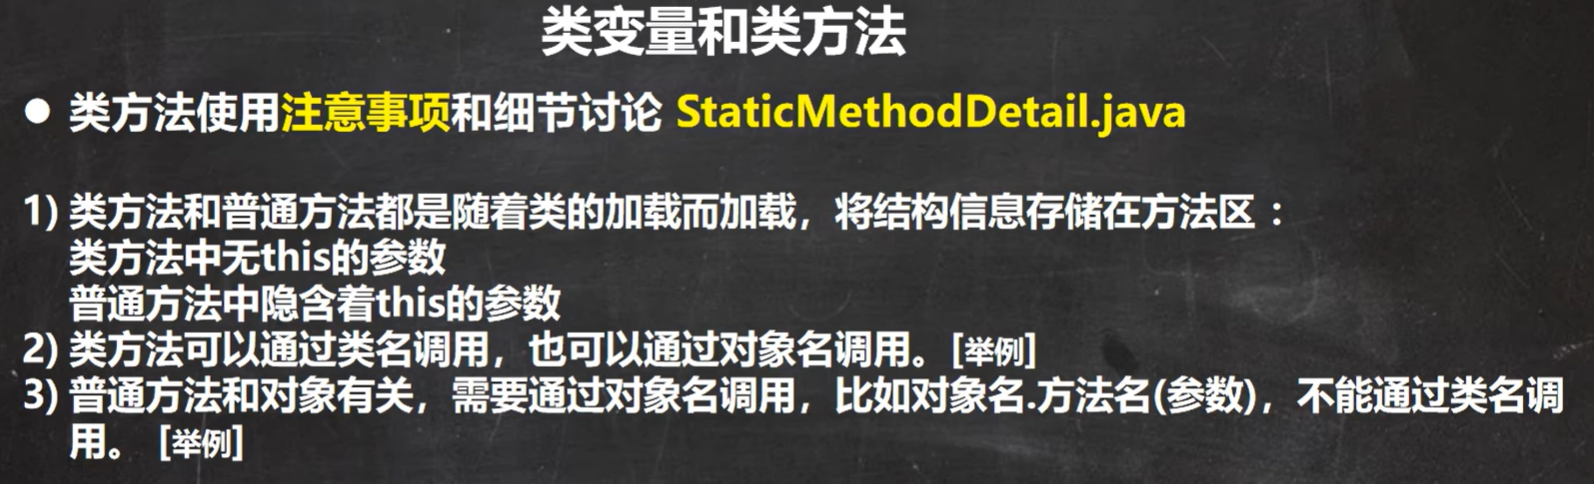 类变量和类方法
● 类方法使用注意事项和细节讨论 StaticMethodDetail.java
1) 类方法和普通方法都是随着类的加载而加载，将结构信息存储在方法区：
类方法中无this的参数
普通方法中隐含着this的参数
2) 类方法可以通过类名调用，也可以通过对象名调用。[举例]
3) 普通方法和对象有关，需要通过对象名调用，比如对象名.方法名(参数)，不能通过类名调
用。 [举例]